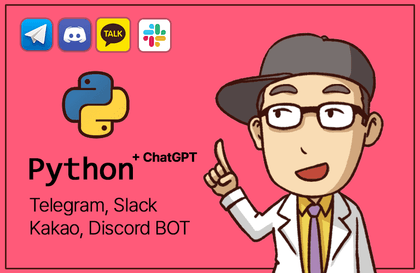 TALK
Python + ChatGPT
Telegram, Slack
Kakao, Discord BOT